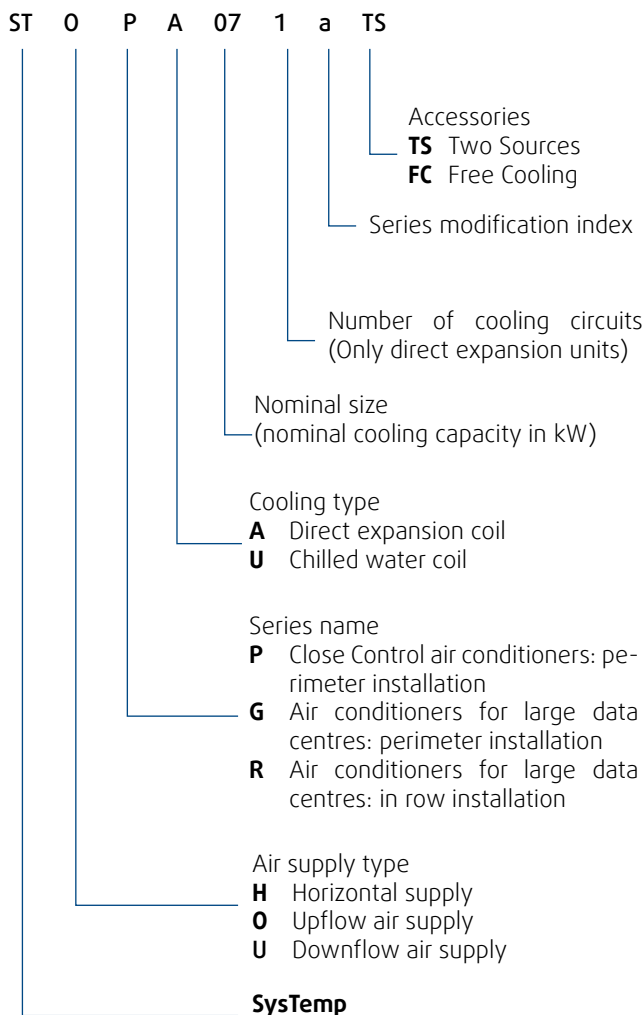 ST O P A 07 1 a TS
Accessories
TS Two Sources
FC Free Cooling
Series modification index
Number of cooling circuits
(Only direct expansion units)
Nominal size
(nominal cooling capacity in kW)
Cooling type
A Direct expansion coil
U Chilled water coil
Series name
P Close Control air conditioners: pe-
rimeter installation
G Air conditioners for large data
centres: perimeter installation
R Air conditioners for large data
centres: in row installation
Air supply type
H Horizontal supply
O Upflow air supply
U Downflow air supply
SysTemp